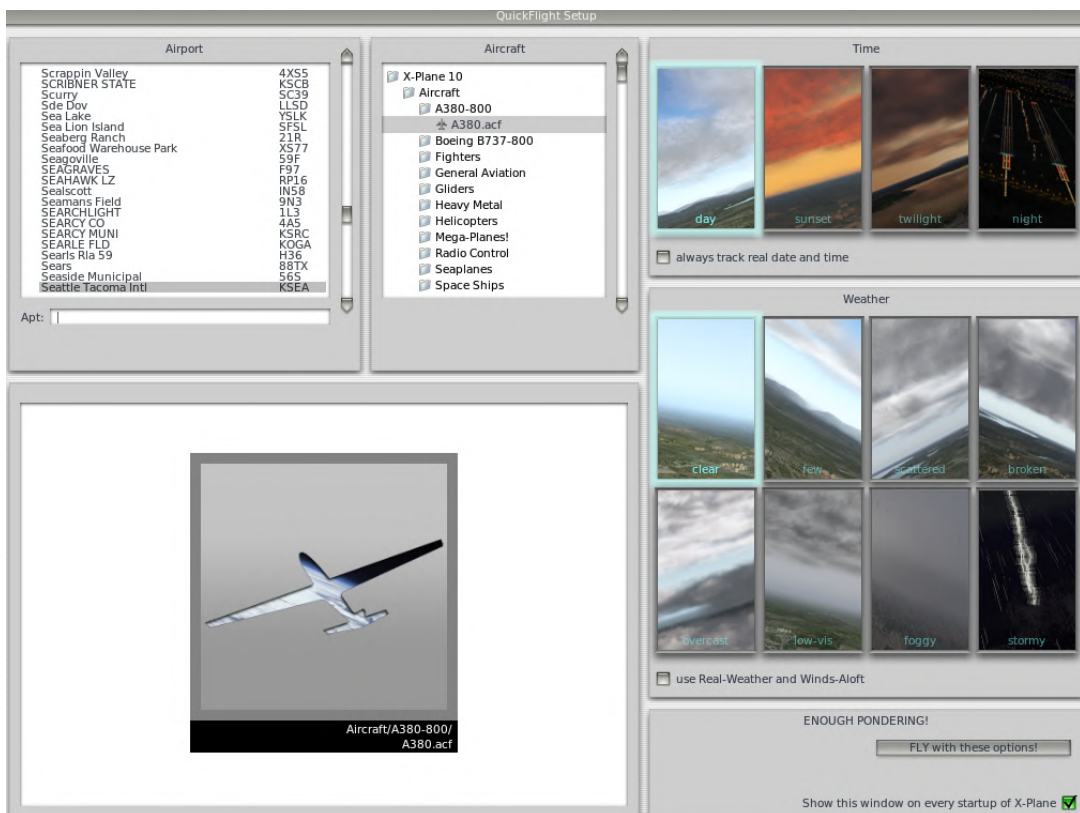 QuickFlight Setup
Airport
Scrappin Valley 4XS5
SCRIBNER STATE KSCB
Scurry SC39
Sde Dov LLSD
Sea Lake YSLK
Sea Lion Island SFSL
Seaberg Ranch 21R
Seafood Warehouse Park XS77
Seagoville 59F
SEAGRAVES F97
SEAHAWK LZ RP16
Sealscott IN58
Seamans Field 9N3
SEARCHLIGHT 1L3
SEARCY CO 4A5
SEARCY MUNI KSRC
SEARLE FLD KOGA
Searls Rla 59 H36
Sears 88TX
Seaside Municipal 56S
Seattle Tacoma Intl KSEA
Apt:
Aircraft
X-Plane 10
Aircraft
A380-800
A380.acf
Boeing B737-800
Fighters
General Aviation
Gliders
Heavy Metal
Helicopters
Mega-Planes!
Radio Control
Seaplanes
Space Ships
Time
day sunset twilight night
always track real date and time
Weather
clear few scattered broken
overcast low-vis foggy stormy
use Real-Weather and Winds-Aloft
Aircraft/A380-800/
A380.acf
ENOUGH PONDERING!
FLY with these options!
Show this window on every startup of X-Plane